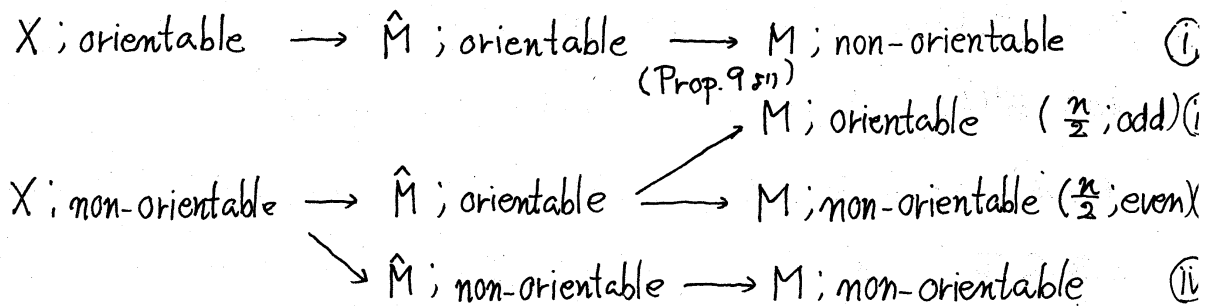 X ; orientable → M̂ ; orientable → M ; non-orientable ⓘ
(Prop. 9 より)
M ; orientable ( n/2 ; odd) (i
X ; non-orientable → M̂ ; orientable → M ; non-orientable ( n/2 ; even)
M̂ ; non-orientable → M ; non-orientable ⓘⓘ